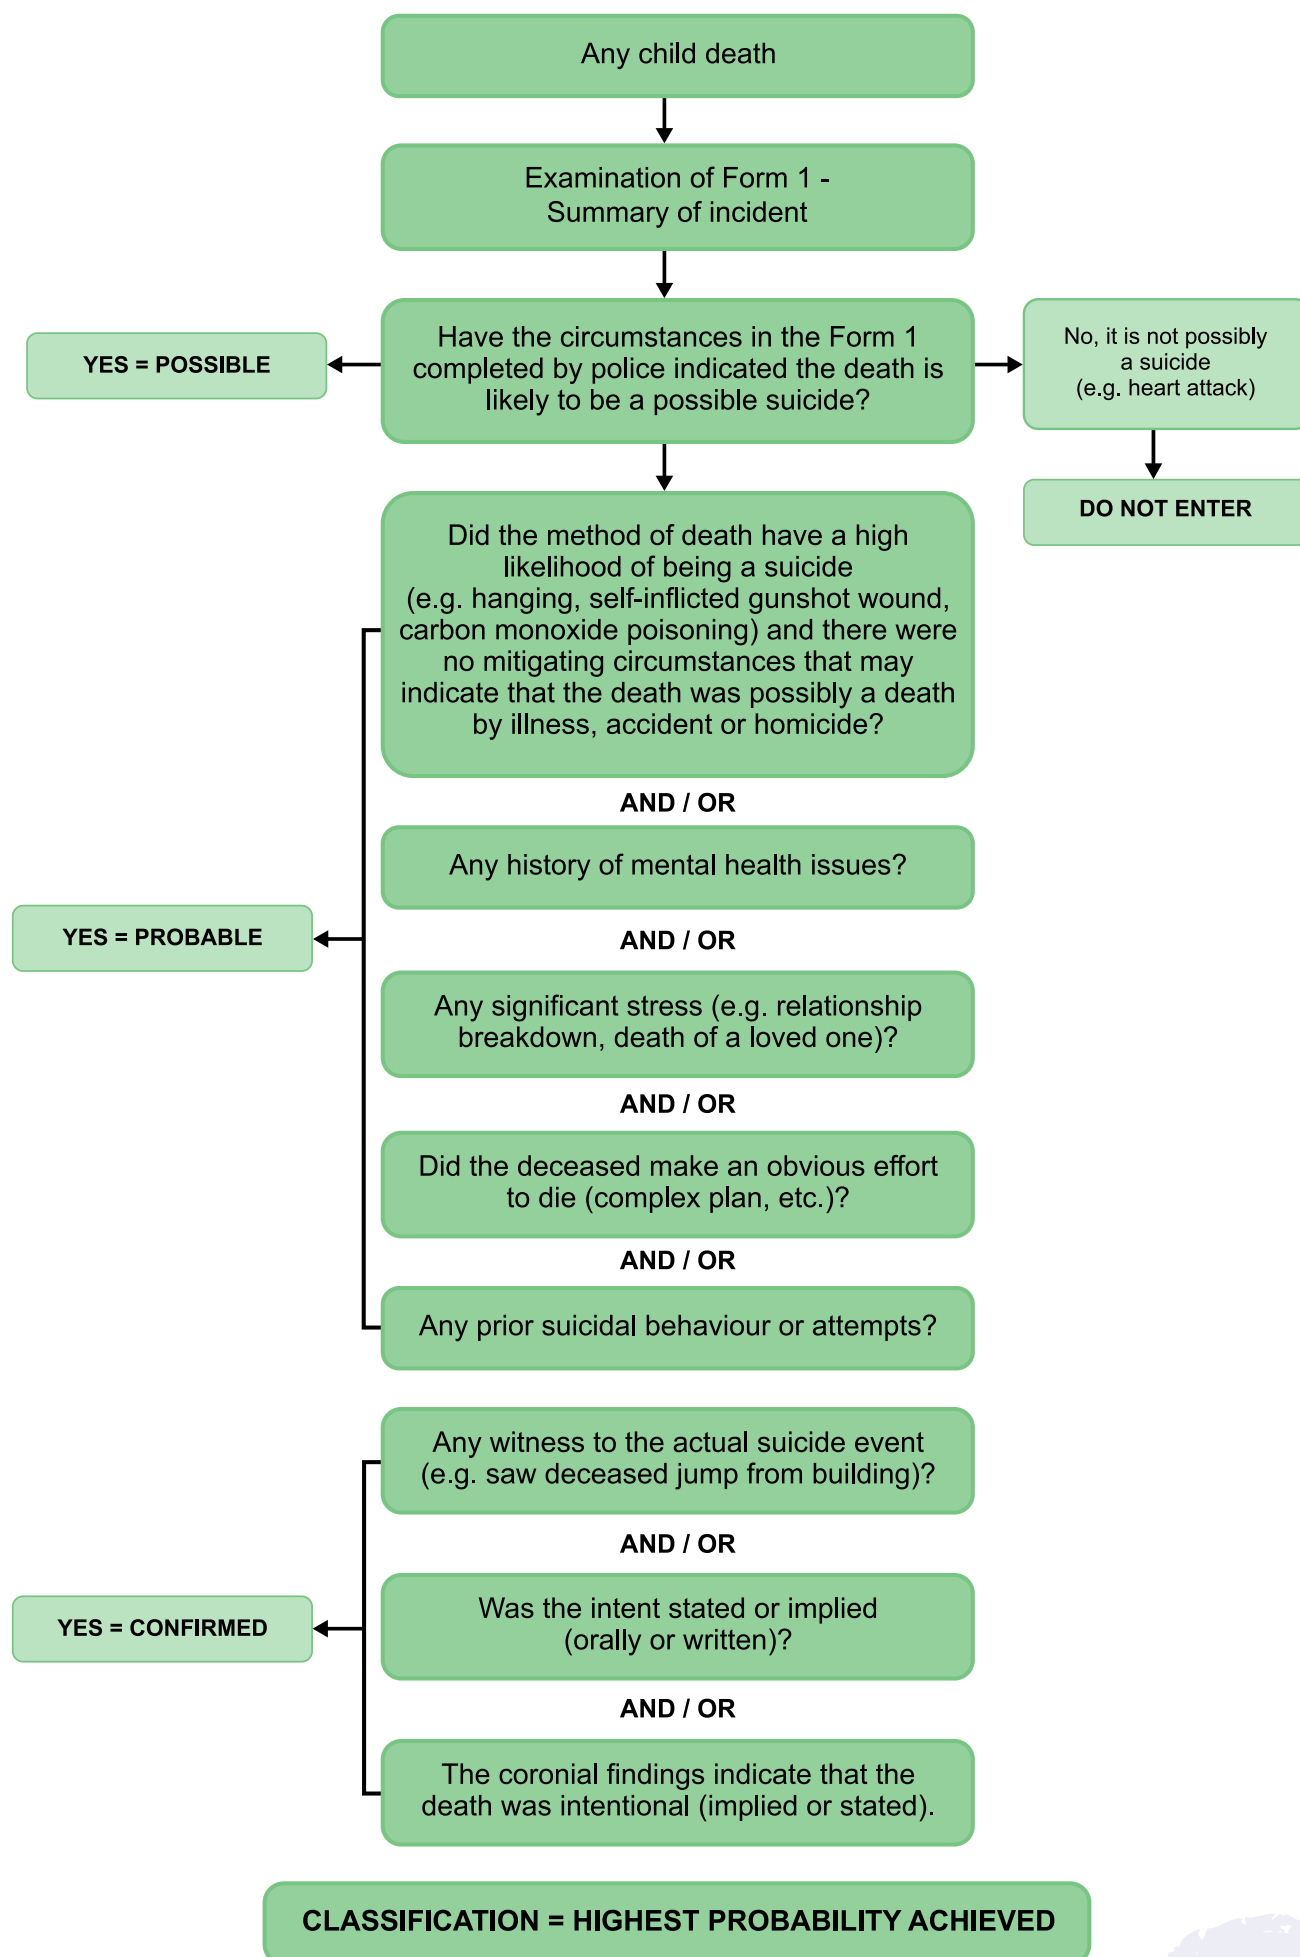 Any child death
Examination of Form 1 -
Summary of incident
Have the circumstances in the Form 1
completed by police indicated the death is
likely to be a possible suicide?
YES = POSSIBLE
No, it is not possibly
a suicide
(e.g. heart attack)
DO NOT ENTER
Did the method of death have a high
likelihood of being a suicide
(e.g. hanging, self-inflicted gunshot wound,
carbon monoxide poisoning) and there were
no mitigating circumstances that may
indicate that the death was possibly a death
by illness, accident or homicide?
AND / OR
Any history of mental health issues?
YES = PROBABLE
AND / OR
Any significant stress (e.g. relationship
breakdown, death of a loved one)?
AND / OR
Did the deceased make an obvious effort
to die (complex plan, etc.)?
AND / OR
Any prior suicidal behaviour or attempts?
Any witness to the actual suicide event
(e.g. saw deceased jump from building)?
AND / OR
YES = CONFIRMED
Was the intent stated or implied
(orally or written)?
AND / OR
The coronial findings indicate that the
death was intentional (implied or stated).
CLASSIFICATION = HIGHEST PROBABILITY ACHIEVED